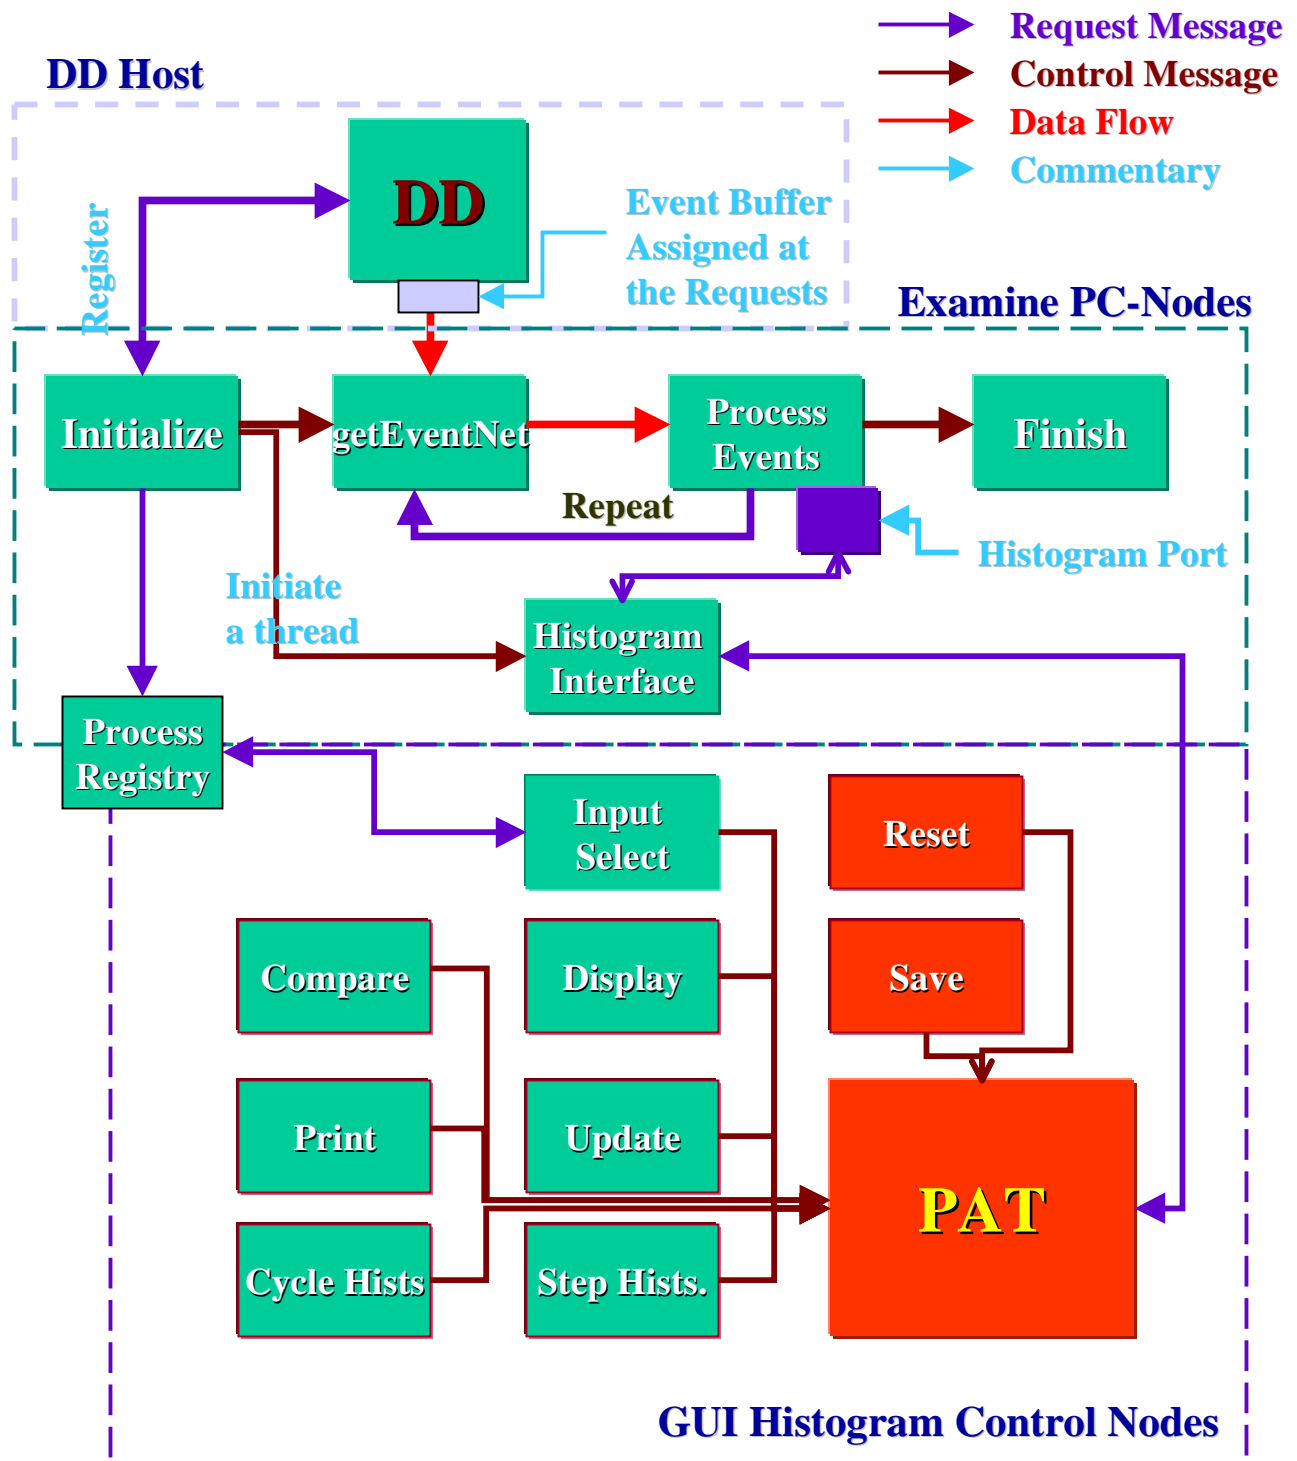 Request Message
Control Message
Data Flow
Commentary
DD Host
DD
Register
Event Buffer
Assigned at
the Requests
Examine PC-Nodes
Initialize
getEventNet
Process
Events
Finish
Repeat
Histogram Port
Initiate
a thread
Histogram
Interface
Process
Registry
Input
Select
Reset
Compare
Display
Save
Print
Update
PAT
Cycle Hists
Step Hists.
GUI Histogram Control Nodes